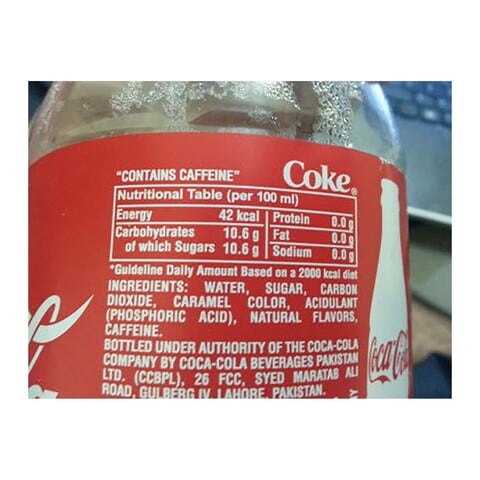 "CONTAINS CAFFEINE"
Coke®
Nutritional Table (per 100 ml)
Energy 42 kcal Protein 0.0g
Carbohydrates 10.6 g Fat 0.0g
of which Sugars 10.6 g Sodium 0.0g
*Guideline Daily Amount Based on a 2000 kcal diet
INGREDIENTS: WATER, SUGAR, CARBON
DIOXIDE, CARAMEL COLOR, ACIDULANT
(PHOSPHORIC ACID), NATURAL FLAVORS,
CAFFEINE.
BOTTLED UNDER AUTHORITY OF THE COCA-COLA
COMPANY BY COCA-COLA BEVERAGES PAKISTAN
LTD. (CCBPL), 26 FCC, SYED MARATAB ALI
ROAD, GULBERG IV, LAHORE, PAKISTAN.
Coca-Cola